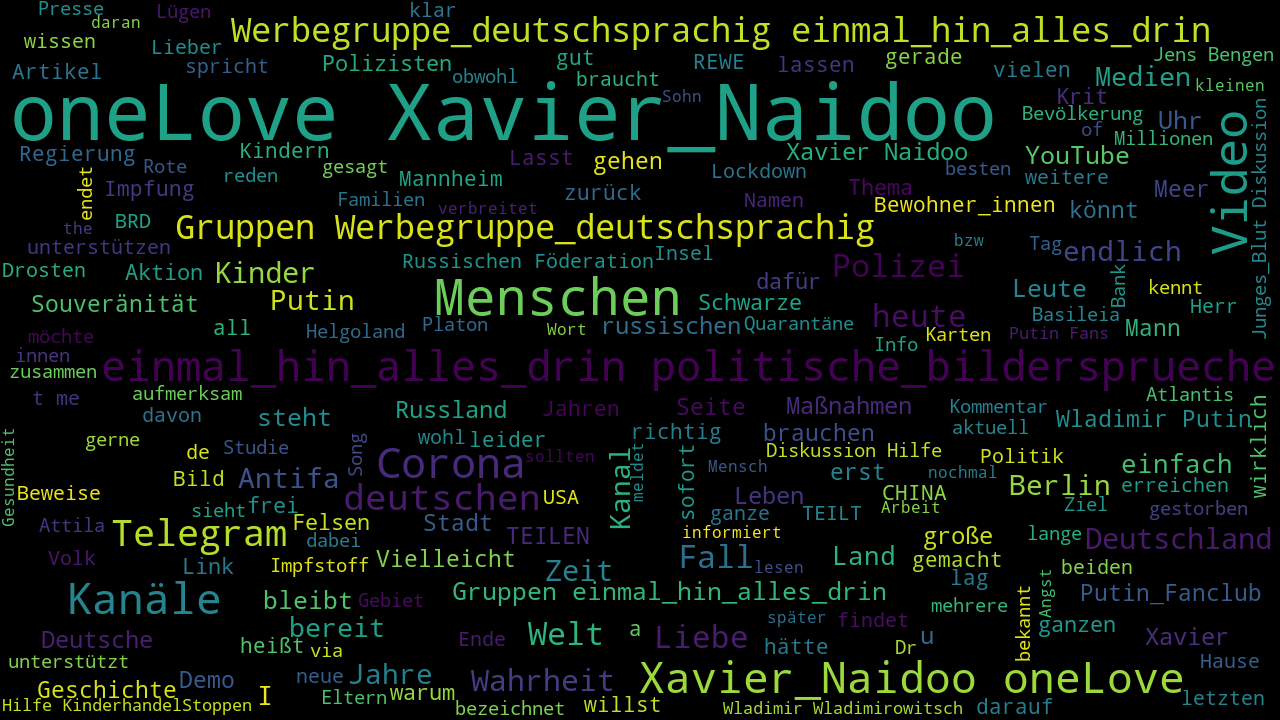 Presse
Lügen
klar
daran
Werbegruppe_deutschsprachig einmal_hin_alles_drin
wissen
Lieber
Artikel
spricht
Polizisten
obwohl
gut
braucht
REWE
lassen
gerade
vielen
Medien
Jens Bengen
kleinen
oneLove Xavier_Naidoo
Sohn
Krit
Bevölkerung
of
Uhr
Millionen
Video
Junges_Blut Diskussion
Regierung
Rote
Kindern
gesagt
reden
Lasst
gehen
Xavier Naidoo
YouTube
Lockdown
besten
weitere
endet
Impfung
Mannheim
Familien
verbreitet
zurück
Namen
Thema
Bewohner_innen
könnt
Meer
the
BRD
unterstützen
Gruppen Werbegruppe_deutschsprachig
bzw
Tag
endlich
Drosten
Aktion
Kinder
Russischen Föderation
Insel
dafür
Polizei
Leute
Bank
kennt
Souveränität
Putin
Menschen
Schwarze
heute
Basileia
Herr
möchte
all
Helgoland
Platon
Wort
russischen
Quarantäne
Info
Karten
Putin Fans
Mann
innen
zusammen
einmal_hin_alles_drin politische_bildersprueche
t me
aufmerksam
davon
steht
Russland
Jahren
Seite
Maßnahmen
Kommentar
aktuell
Atlantis
Wladimir Putin
wirklich
Gesundheit
gerne
de
Studie
Song
wohl
leider
sollten
richtig
brauchen
Diskussion Hilfe
Politik
Beweise
Bild
Antifa
Corona
Kanal
meldet
sofort
Mensch
erst
nochmal
einfach
Berlin
erreichen
sieht
frei
deutschen
USA
Leben
ganze
TEILT
CHINA
Arbeit
Ziel
gestorben
Attila
Telegram
Felsen
dabei
Stadt
TEILEN
informiert
große
lange
Deutschland
Volk
Link
Impfstoff
Vielleicht
Zeit
Fall
lesen
Land
gemacht
beiden
lag
Kanäle
bleibt
Gebiet
Gruppen einmal_hin_alles_drin
mehrere
Angst
Putin_Fanclub
Deutsche
bereit
heißt
via
Ende
Welt
a
Liebe
später
hätte
findet
Dr
u
bekannt
ganzen
Xavier
unterstützt
Hause
Geschichte
Demo
I
neue
Jahre
Wahrheit
Xavier_Naidoo oneLove
Hilfe KinderhandelStoppen
Eltern
warum
bezeichnet
willst
Wladimir Wladimirowitsch
darauf
letzten